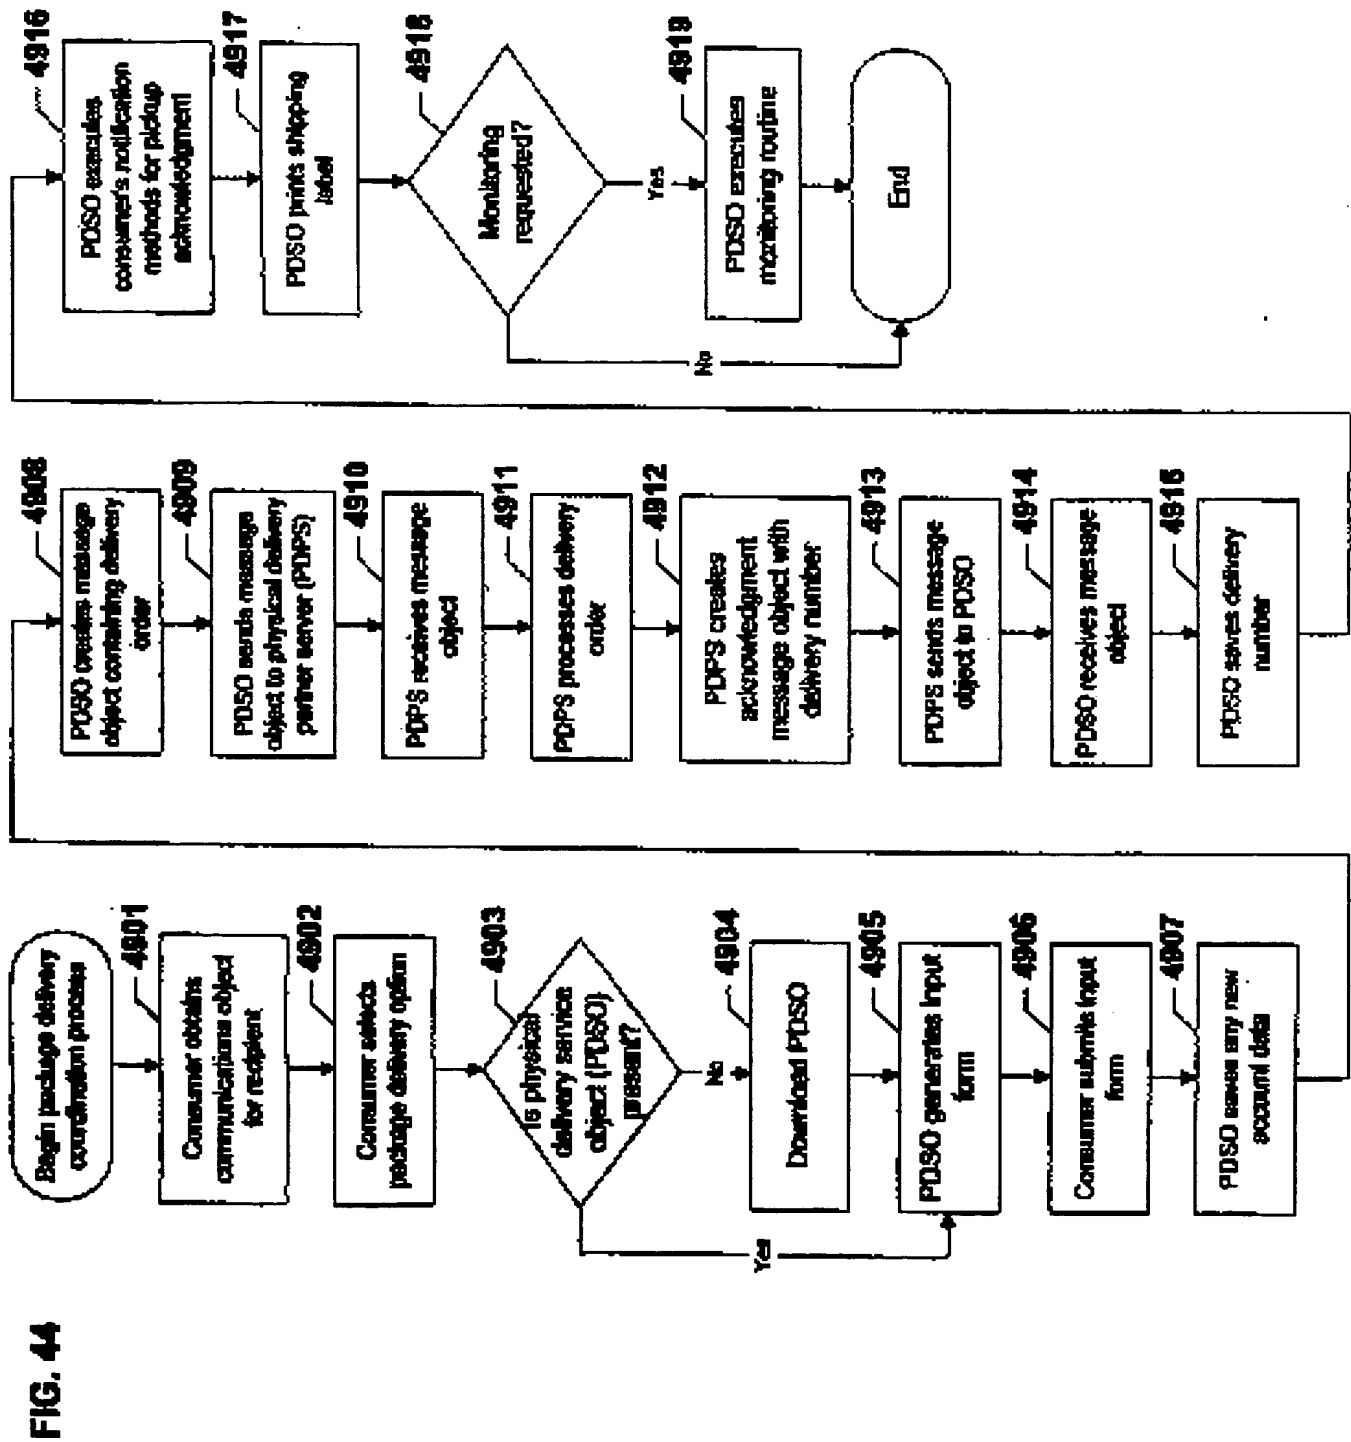 FIG. 44
Begin package delivery
coordination process
4901
Consumer obtains
communications object
for recipient
4902
Consumer selects
package delivery option
4903
Is physical
delivery service
object (PDSO)
present?
No
Yes
4904
Download PDSO
4905
PDSO generates input
form
4906
Consumer submits input
form
4907
PDSO saves any new
account data
4908
PDSO creates message
object containing delivery
order
4909
PDSO sends message
object to physical delivery
partner server (PDPS)
4910
PDPS receives message
object
4911
PDPS processes delivery
order
4912
PDPS creates
acknowledgment
message object with
delivery number
4913
PDPS sends message
object to PDSO
4914
PDSO receives message
object
4915
PDSO saves delivery
number
4916
PDSO executes
consumer's notification
methods for pickup
acknowledgment
4917
PDSO prints shipping
label
4918
Monitoring
requested?
Yes
No
4919
PDSO executes
monitoring routine
End